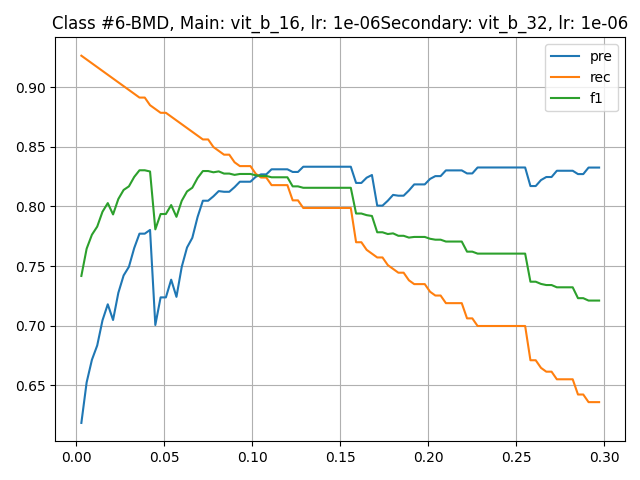 Class #6-BMD, Main: vit_b_16, lr: 1e-06Secondary: vit_b_32, lr: 1e-06
pre
rec
f1
0.90
0.85
0.80
0.75
0.70
0.65
0.00 0.05 0.10 0.15 0.20 0.25 0.30